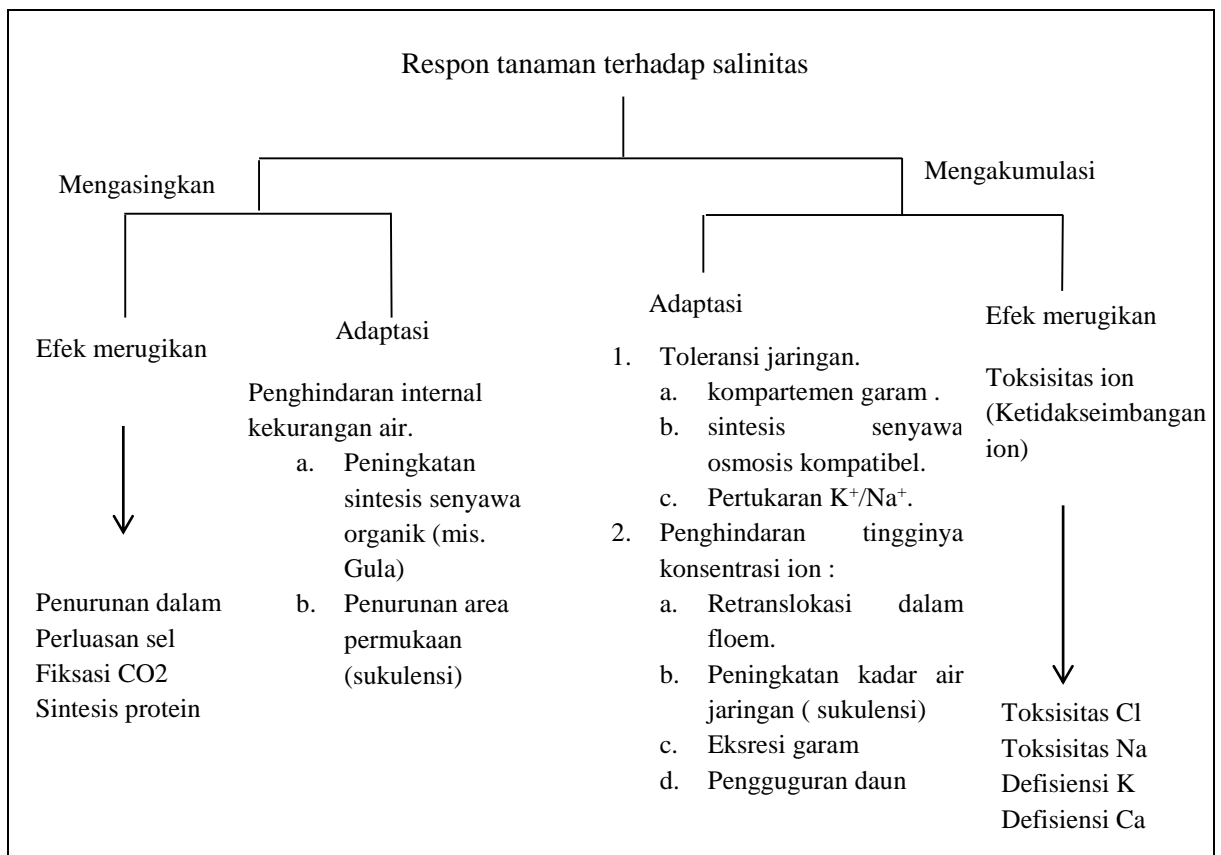 Respon tanaman terhadap salinitas
Mengasingkan
Efek merugikan
Penurunan dalam
Perluasan sel
Fiksasi CO2
Sintesis protein
Adaptasi
Penghindaran internal
kekurangan air.
a. Peningkatan
sintesis senyawa
organik (mis.
Gula)
b. Penurunan area
permukaan
(sukulensi)
Mengakumulasi
Adaptasi
1. Toleransi jaringan.
a. kompartemen garam .
b. sintesis senyawa
osmosis kompatibel.
c. Pertukaran K⁺/Na⁺.
2. Penghindaran tingginya
konsentrasi ion :
a. Retranslokasi dalam
floem.
b. Peningkatan kadar air
jaringan ( sukulensi)
c. Eksresi garam
d. Pengguguran daun
Efek merugikan
Toksisitas ion
(Ketidakseimbangan
ion)
Toksisitas Cl
Toksisitas Na
Defisiensi K
Defisiensi Ca